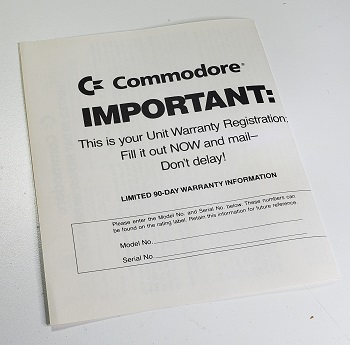 Commodore®
IMPORTANT:
This is your Unit Warranty Registration.
Fill it out NOW and mail–
Don't delay!
LIMITED 90-DAY WARRANTY INFORMATION
Please enter the Model No. and Serial No. below. These numbers can
be found on the rating label. Retain this information for future reference.
Model No.
Serial No.